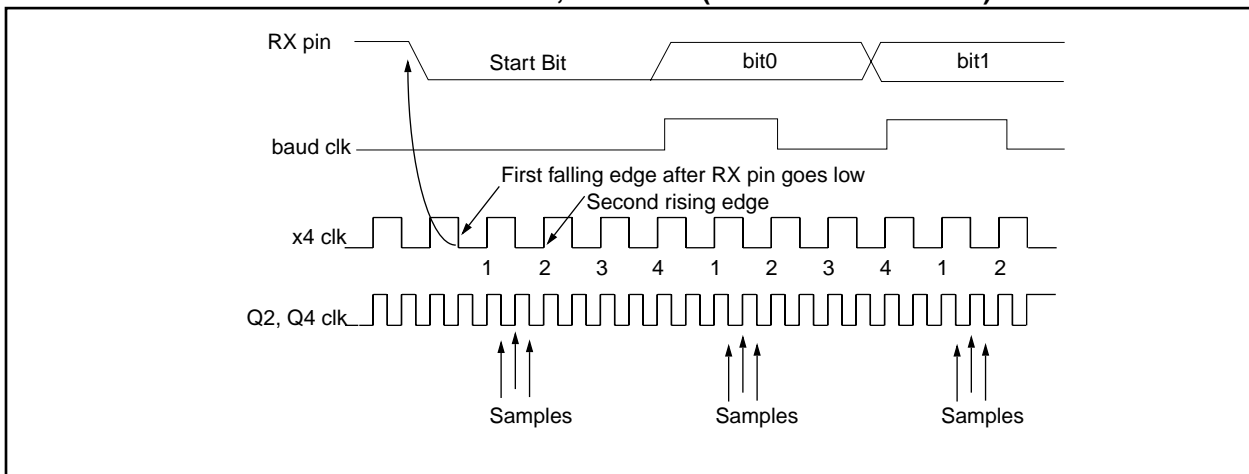 RX pin
Start Bit
bit0
bit1
baud clk
First falling edge after RX pin goes low
Second rising edge
x4 clk
1 2 3 4 1 2 3 4 1 2
Q2, Q4 clk
Samples
Samples
Samples